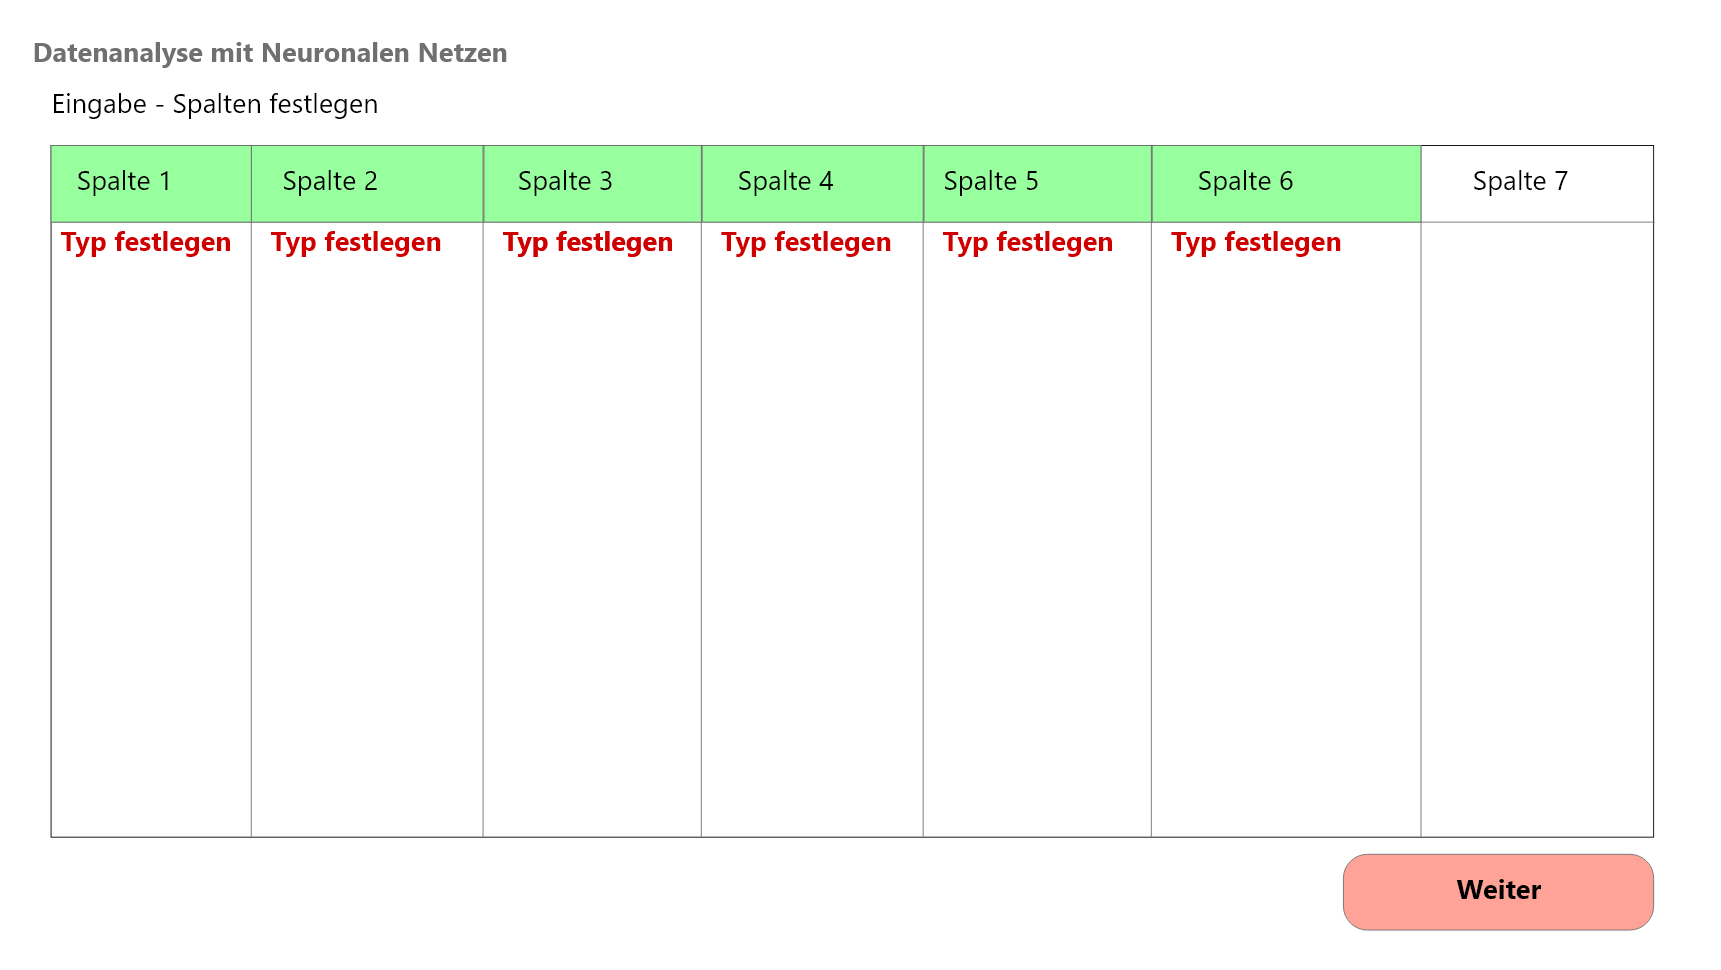 Datenanalyse mit Neuronalen Netzen
Eingabe - Spalten festlegen
Spalte 1 Spalte 2 Spalte 3 Spalte 4 Spalte 5 Spalte 6 Spalte 7
Typ festlegen Typ festlegen Typ festlegen Typ festlegen Typ festlegen Typ festlegen
Weiter